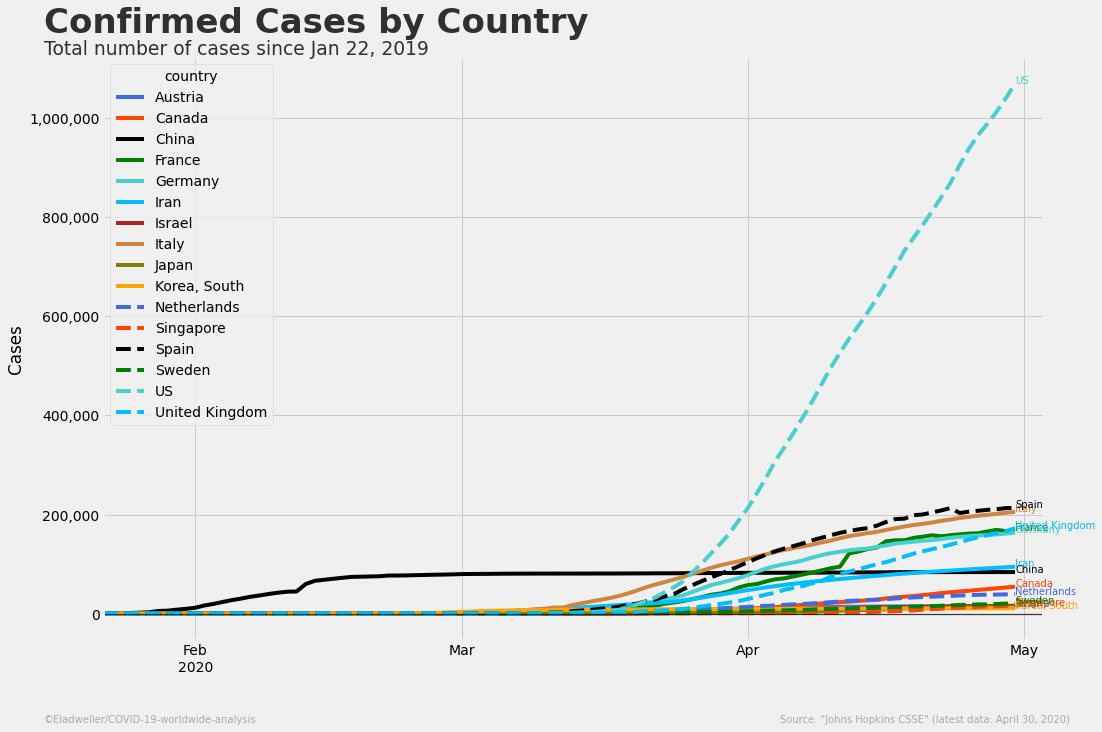 Confirmed Cases by Country
Total number of cases since Jan 22, 2019
country
Austria
Canada
China
France
Germany
Iran
Israel
Italy
Japan
Korea, South
Netherlands
Singapore
Spain
Sweden
US
United Kingdom
Cases
1,000,000
800,000
600,000
400,000
200,000
0
US
Spain
Italy
United Kingdom
France
Germany
Iran
China
Canada
Netherlands
Sweden
Feb
2020
Mar
Apr
May
©Eladweller/COVID-19-worldwide-analysis
Source: "Johns Hopkins CSSE" (latest data: April 30, 2020)